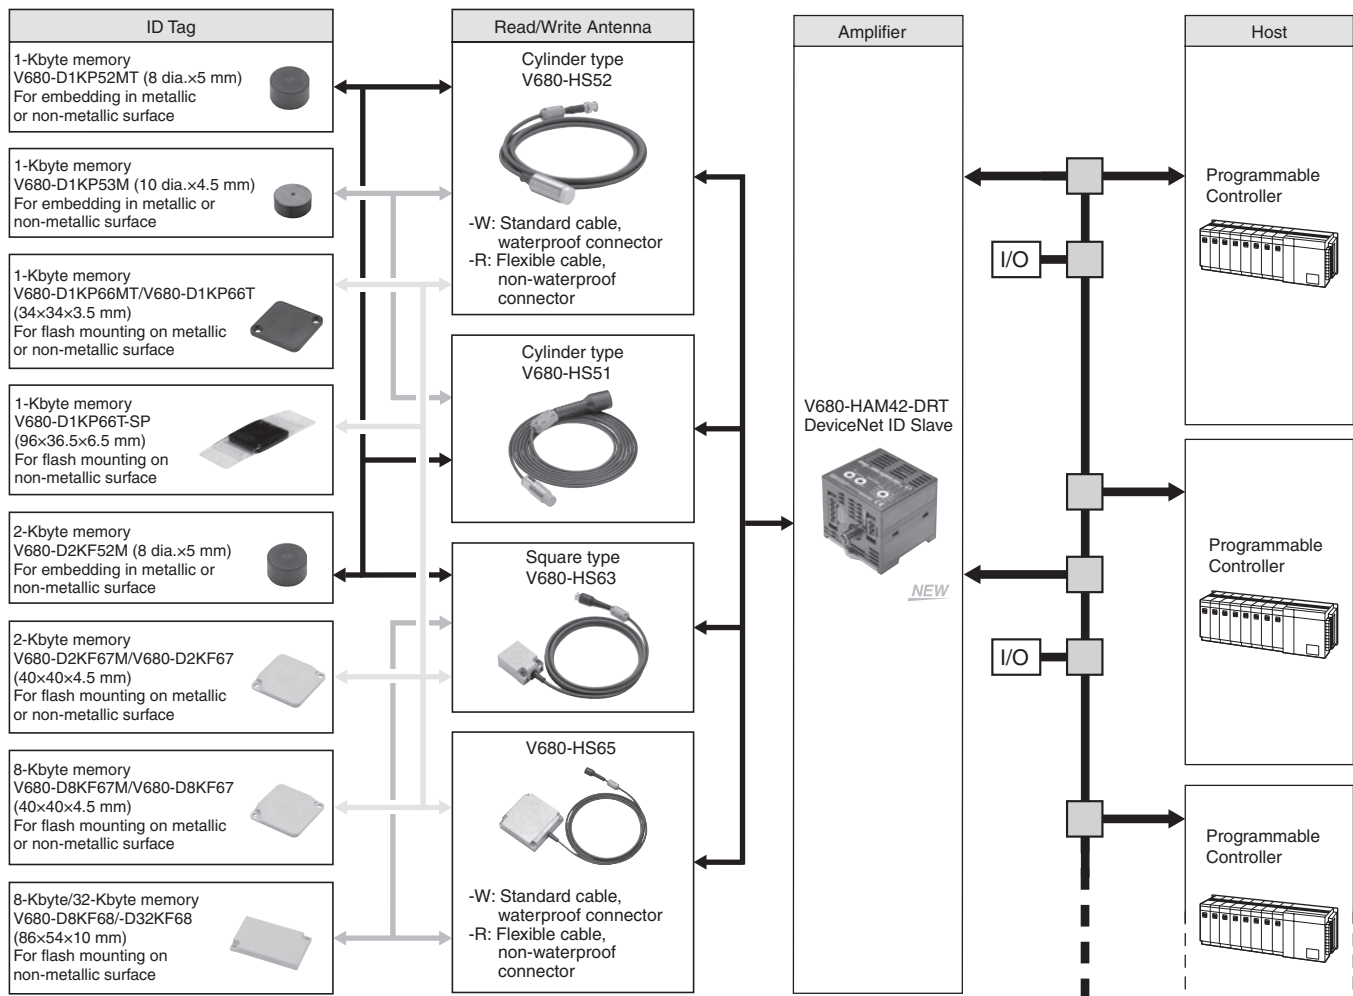 ID Tag
1-Kbyte memory
V680-D1KP52MT (8 dia.×5 mm)
For embedding in metallic
or non-metallic surface
1-Kbyte memory
V680-D1KP53M (10 dia.×4.5 mm)
For embedding in metallic or
non-metallic surface
1-Kbyte memory
V680-D1KP66MT/V680-D1KP66T
(34×34×3.5 mm)
For flash mounting on metallic
or non-metallic surface
1-Kbyte memory
V680-D1KP66T-SP
(96×36.5×6.5 mm)
For flash mounting on
non-metallic surface
2-Kbyte memory
V680-D2KF52M (8 dia.×5 mm)
For embedding in metallic or
non-metallic surface
2-Kbyte memory
V680-D2KF67M/V680-D2KF67
(40×40×4.5 mm)
For flash mounting on metallic
or non-metallic surface
8-Kbyte memory
V680-D8KF67M/V680-D8KF67
(40×40×4.5 mm)
For flash mounting on metallic
or non-metallic surface
8-Kbyte/32-Kbyte memory
V680-D8KF68/-D32KF68
(86×54×10 mm)
For flash mounting on
non-metallic surface
Read/Write Antenna
Cylinder type
V680-HS52
-W: Standard cable,
waterproof connector
-R: Flexible cable,
non-waterproof
connector
Cylinder type
V680-HS51
Square type
V680-HS63
V680-HS65
-W: Standard cable,
waterproof connector
-R: Flexible cable,
non-waterproof
connector
Amplifier
V680-HAM42-DRT
DeviceNet ID Slave
NEW
I/O
I/O
Host
Programmable
Controller
Programmable
Controller
Programmable
Controller